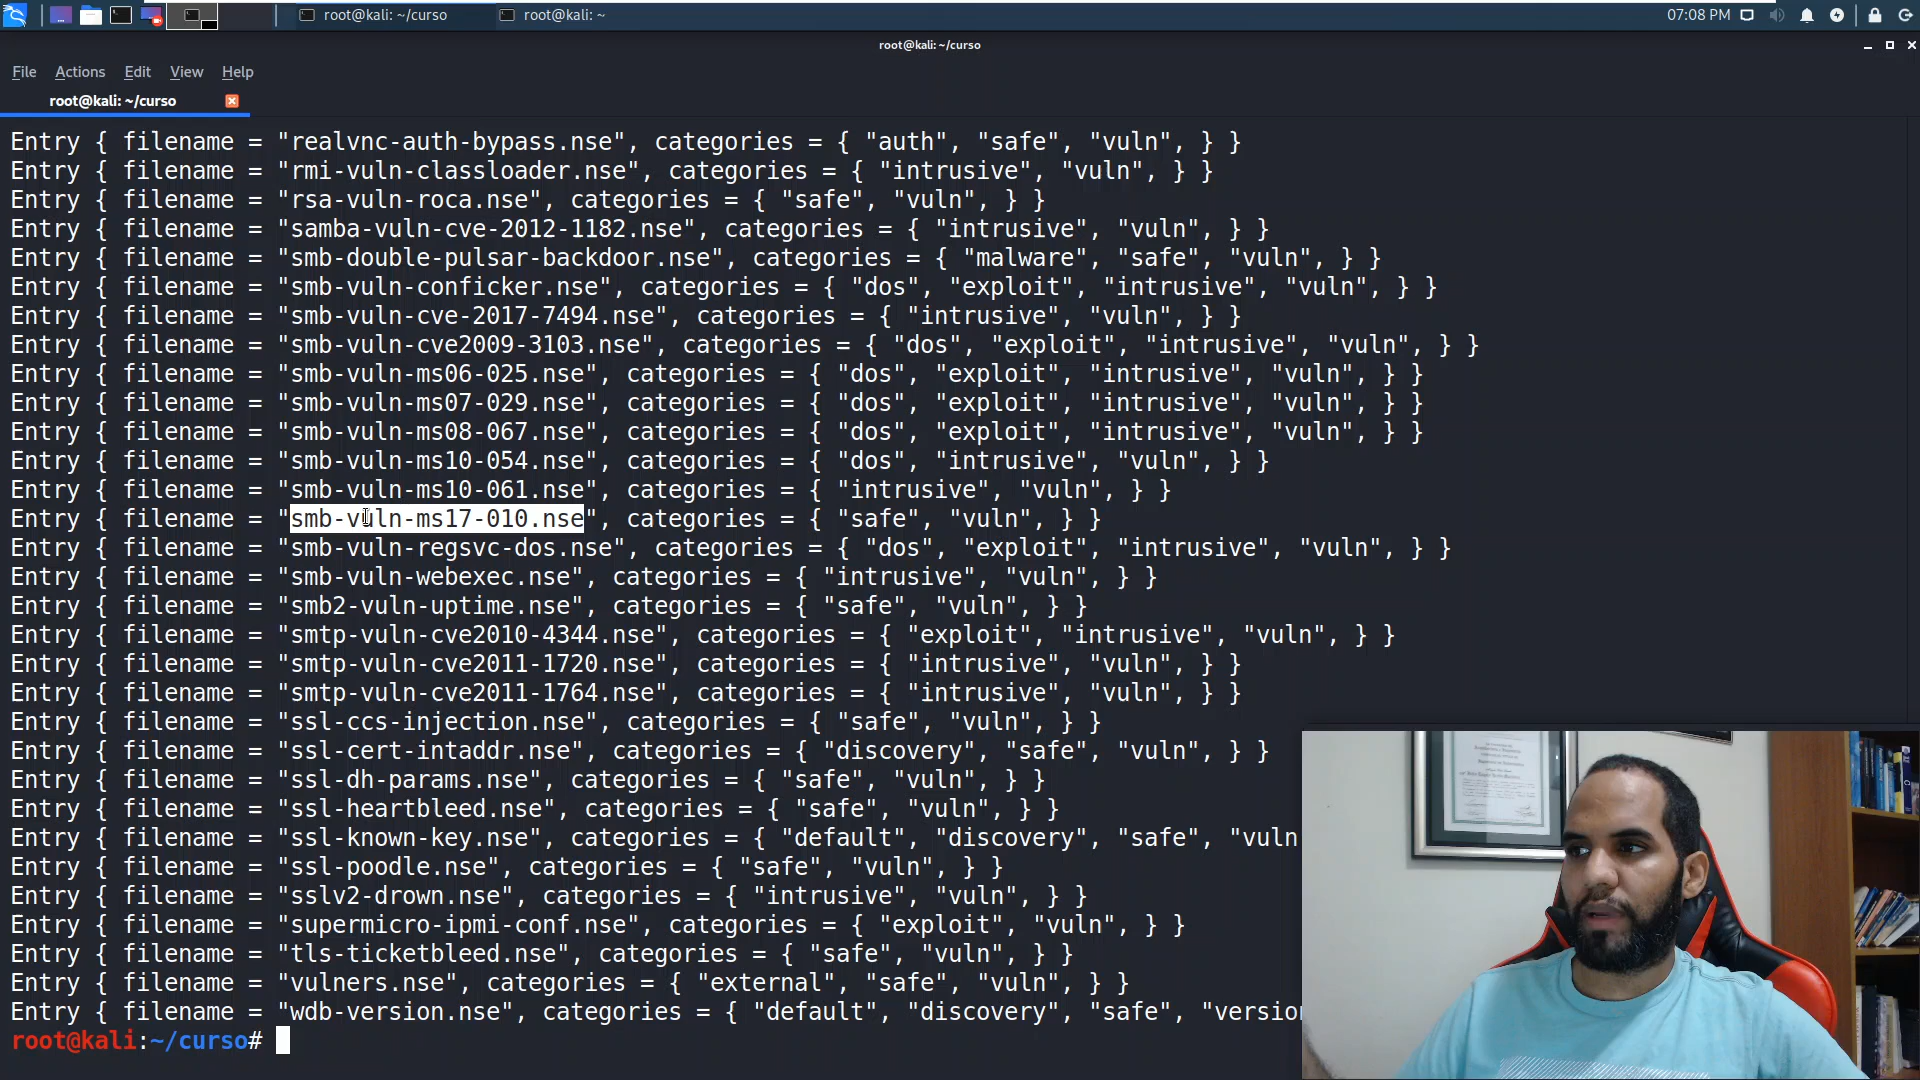 root@kali: ~/curso
root@kali: ~
07:08 PM
root@kali: ~/curso
File Actions Edit View Help
root@kali: ~/curso
Entry { filename = "realvnc-auth-bypass.nse", categories = { "auth", "safe", "vuln", } }
Entry { filename = "rmi-vuln-classloader.nse", categories = { "intrusive", "vuln", } }
Entry { filename = "rsa-vuln-roca.nse", categories = { "safe", "vuln", } }
Entry { filename = "samba-vuln-cve-2012-1182.nse", categories = { "intrusive", "vuln", } }
Entry { filename = "smb-double-pulsar-backdoor.nse", categories = { "malware", "safe", "vuln", } }
Entry { filename = "smb-vuln-conficker.nse", categories = { "dos", "exploit", "intrusive", "vuln", } }
Entry { filename = "smb-vuln-cve-2017-7494.nse", categories = { "intrusive", "vuln", } }
Entry { filename = "smb-vuln-cve2009-3103.nse", categories = { "dos", "exploit", "intrusive", "vuln", } }
Entry { filename = "smb-vuln-ms06-025.nse", categories = { "dos", "exploit", "intrusive", "vuln", } }
Entry { filename = "smb-vuln-ms07-029.nse", categories = { "dos", "exploit", "intrusive", "vuln", } }
Entry { filename = "smb-vuln-ms08-067.nse", categories = { "dos", "exploit", "intrusive", "vuln", } }
Entry { filename = "smb-vuln-ms10-054.nse", categories = { "dos", "intrusive", "vuln", } }
Entry { filename = "smb-vuln-ms10-061.nse", categories = { "intrusive", "vuln", } }
Entry { filename = "smb-vuln-ms17-010.nse", categories = { "safe", "vuln", } }
Entry { filename = "smb-vuln-regsvc-dos.nse", categories = { "dos", "exploit", "intrusive", "vuln", } }
Entry { filename = "smb-vuln-webexec.nse", categories = { "intrusive", "vuln", } }
Entry { filename = "smb2-vuln-uptime.nse", categories = { "safe", "vuln", } }
Entry { filename = "smtp-vuln-cve2010-4344.nse", categories = { "exploit", "intrusive", "vuln", } }
Entry { filename = "smtp-vuln-cve2011-1720.nse", categories = { "intrusive", "vuln", } }
Entry { filename = "smtp-vuln-cve2011-1764.nse", categories = { "intrusive", "vuln", } }
Entry { filename = "ssl-ccs-injection.nse", categories = { "safe", "vuln", } }
Entry { filename = "ssl-cert-intaddr.nse", categories = { "discovery", "safe", "vuln", } }
Entry { filename = "ssl-dh-params.nse", categories = { "safe", "vuln", } }
Entry { filename = "ssl-heartbleed.nse", categories = { "safe", "vuln", } }
Entry { filename = "ssl-known-key.nse", categories = { "default", "discovery", "safe", "vuln
Entry { filename = "ssl-poodle.nse", categories = { "safe", "vuln", } }
Entry { filename = "sslv2-drown.nse", categories = { "intrusive", "vuln", } }
Entry { filename = "supermicro-ipmi-conf.nse", categories = { "exploit", "vuln", } }
Entry { filename = "tls-ticketbleed.nse", categories = { "safe", "vuln", } }
Entry { filename = "vulners.nse", categories = { "external", "safe", "vuln", } }
Entry { filename = "wdb-version.nse", categories = { "default", "discovery", "safe", "version
root@kali:~/curso#